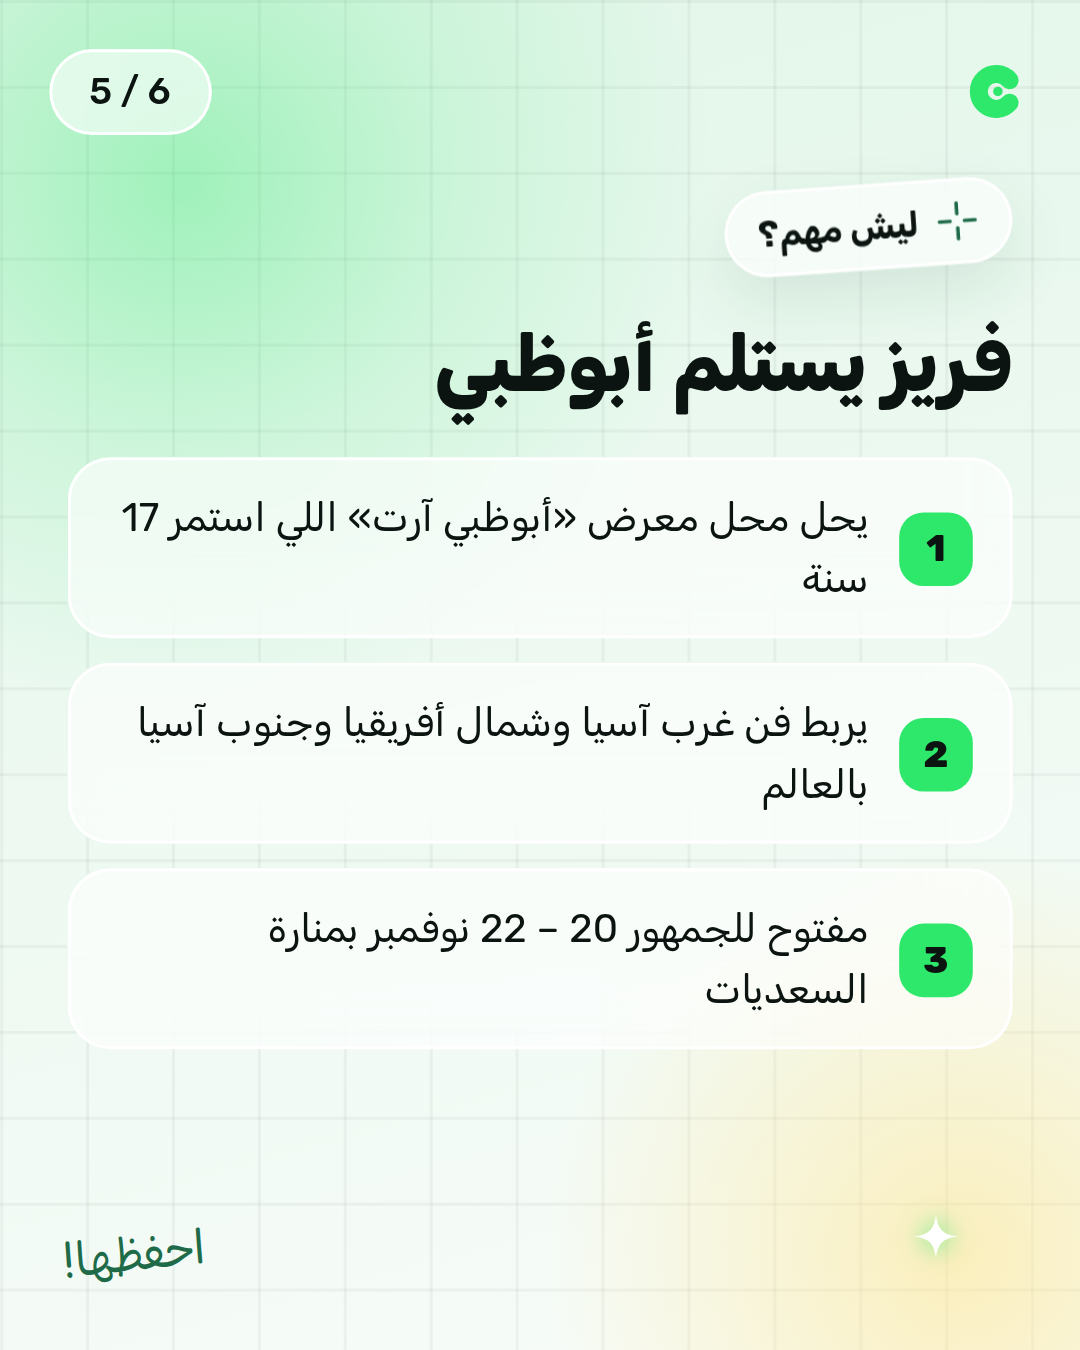 5 / 6
ليش مهم؟
فريز يستلم أبوظبي
1
يحل محل معرض «أبوظبي آرت» اللي استمر 17
سنة
2
يربط فن غرب آسيا وشمال أفريقيا وجنوب آسيا
بالعالم
3
مفتوح للجمهور 20 – 22 نوفمبر بمنارة
السعديات
احفظها!